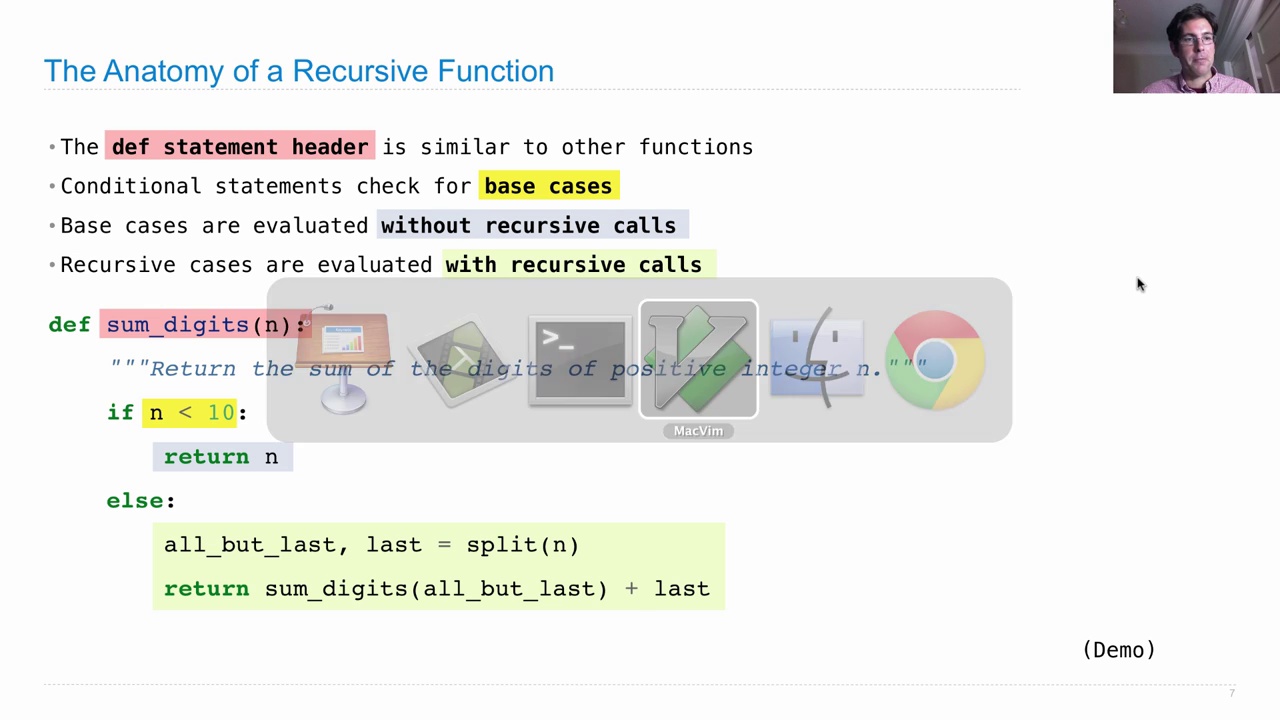 The Anatomy of a Recursive Function
•The def statement header is similar to other functions
•Conditional statements check for base cases
•Base cases are evaluated without recursive calls
•Recursive cases are evaluated with recursive calls
def sum_digits(n):
"""Return the sum of the digits of positive integer n."""
>_
MacVim
if n < 10:
return n
else:
all_but_last, last = split(n)
return sum_digits(all_but_last) + last
(Demo)
7